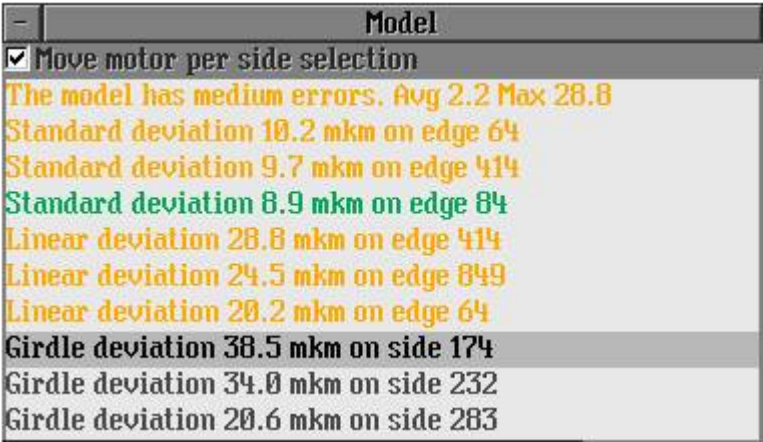 Model
Move motor per side selection
The model has medium errors. Avg 2.2 Max 28.8
Standard deviation 10.2 mkm on edge 64
Standard deviation 9.7 mkm on edge 414
Standard deviation 8.9 mkm on edge 84
Linear deviation 28.8 mkm on edge 414
Linear deviation 24.5 mkm on edge 849
Linear deviation 20.2 mkm on edge 64
Girdle deviation 38.5 mkm on side 174
Girdle deviation 34.0 mkm on side 232
Girdle deviation 20.6 mkm on side 283